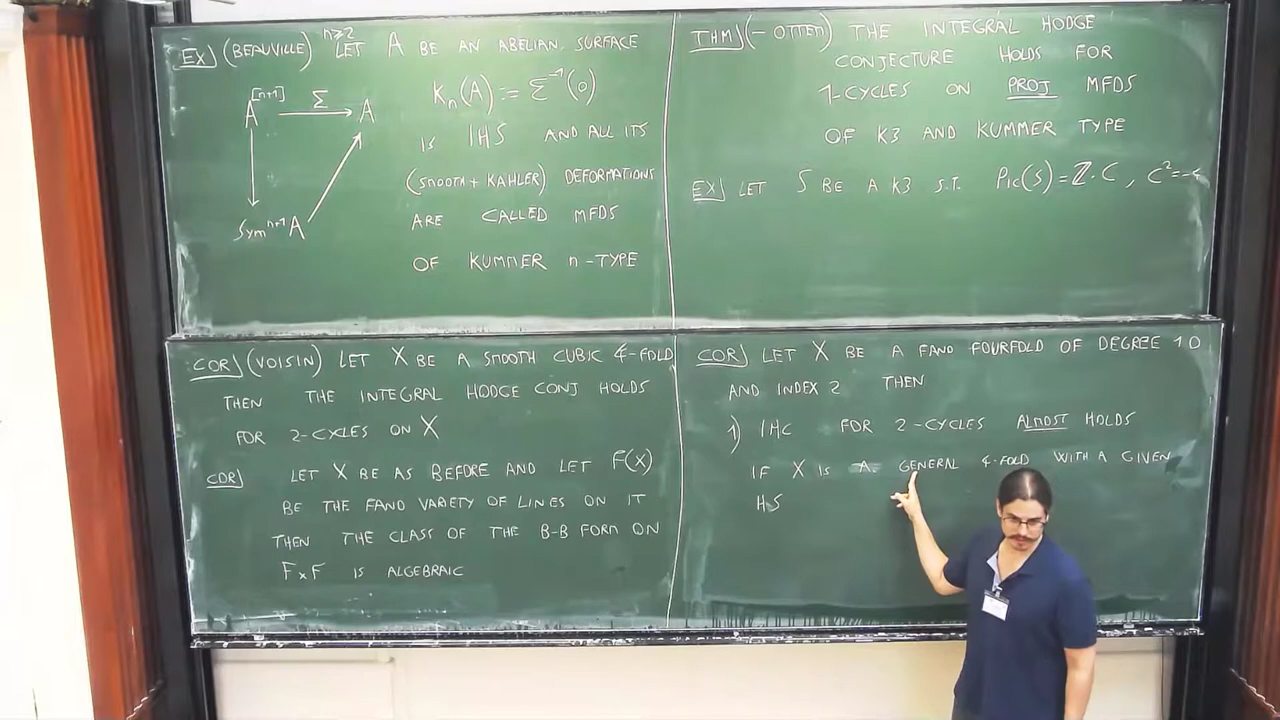 EX] (BEAUVILLE) n≥2 LET A BE AN ABELIAN SURFACE
A^[n+1] Σ A
K_n(A) := Σ^-1(0)
IS IHS AND ALL ITS
(SMOOTH + KAHLER) DEFORMATIONS
ARE CALLED MFDS
Sym^n+1 A
OF KUMMER n-TYPE
THM] (- OTTEM) THE INTEGRAL HODGE
CONJECTURE HOLDS FOR
1-CYCLES ON PROJ MFDS
OF K3 AND KUMMER TYPE
EX] LET S BE A K3 S.T. Pic(S) = Z·C, C²=-
COR] (VOISIN) LET X BE A SMOOTH CUBIC 4-FOLD
THEN THE INTEGRAL HODGE CONJ HOLDS
FOR 2-CYCLES ON X
COR] LET X BE AS BEFORE AND LET F(X)
BE THE FANO VARIETY OF LINES ON IT
THEN THE CLASS OF THE B-B FORM ON
F×F IS ALGEBRAIC
COR] LET X BE A FANO FOURFOLD OF DEGREE 10
AND INDEX 2 THEN
1) IHC FOR 2-CYCLES ALMOST HOLDS
IF X IS A GENERAL 4-FOLD WITH A GIVEN
HS